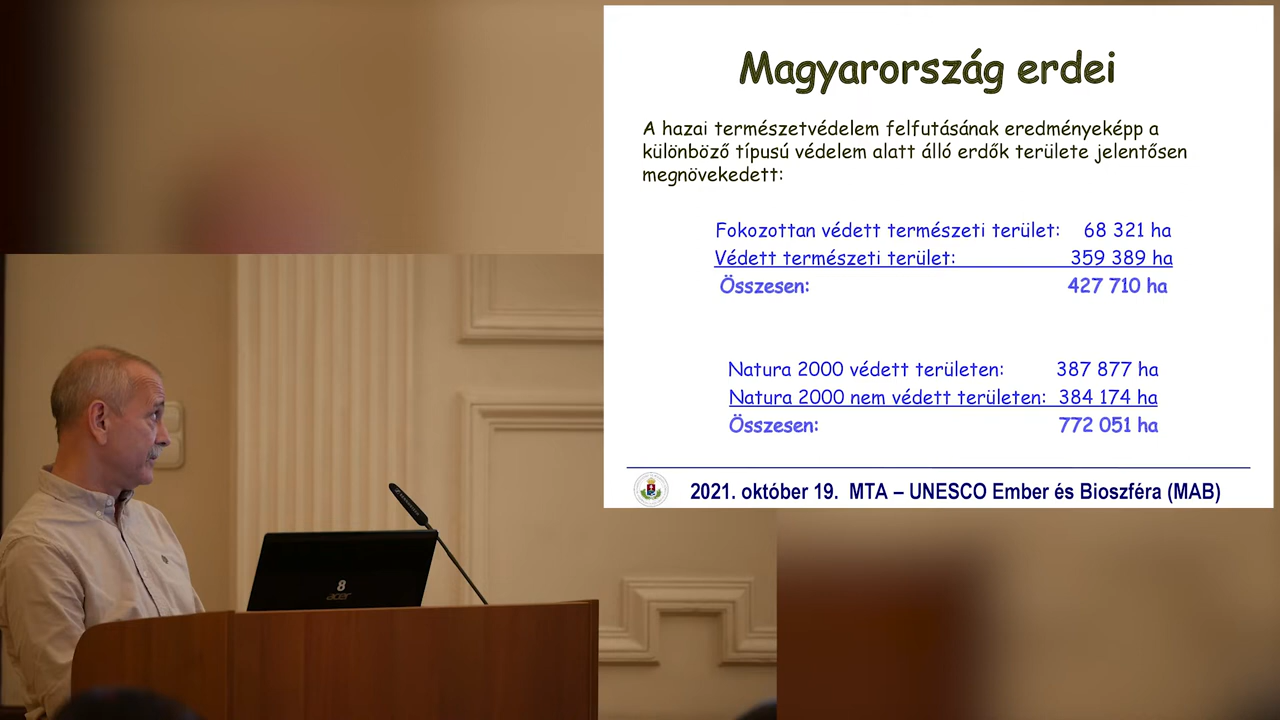 Magyarország erdei
A hazai természetvédelem felfutásának eredményeképp a
különböző típusú védelem alatt álló erdők területe jelentősen
megnövekedett:
Fokozottan védett természeti terület: 68 321 ha
Védett természeti terület: 359 389 ha
Összesen: 427 710 ha
Natura 2000 védett területen: 387 877 ha
Natura 2000 nem védett területen: 384 174 ha
Összesen: 772 051 ha
2021. október 19. MTA – UNESCO Ember és Bioszféra (MAB)
8
acer